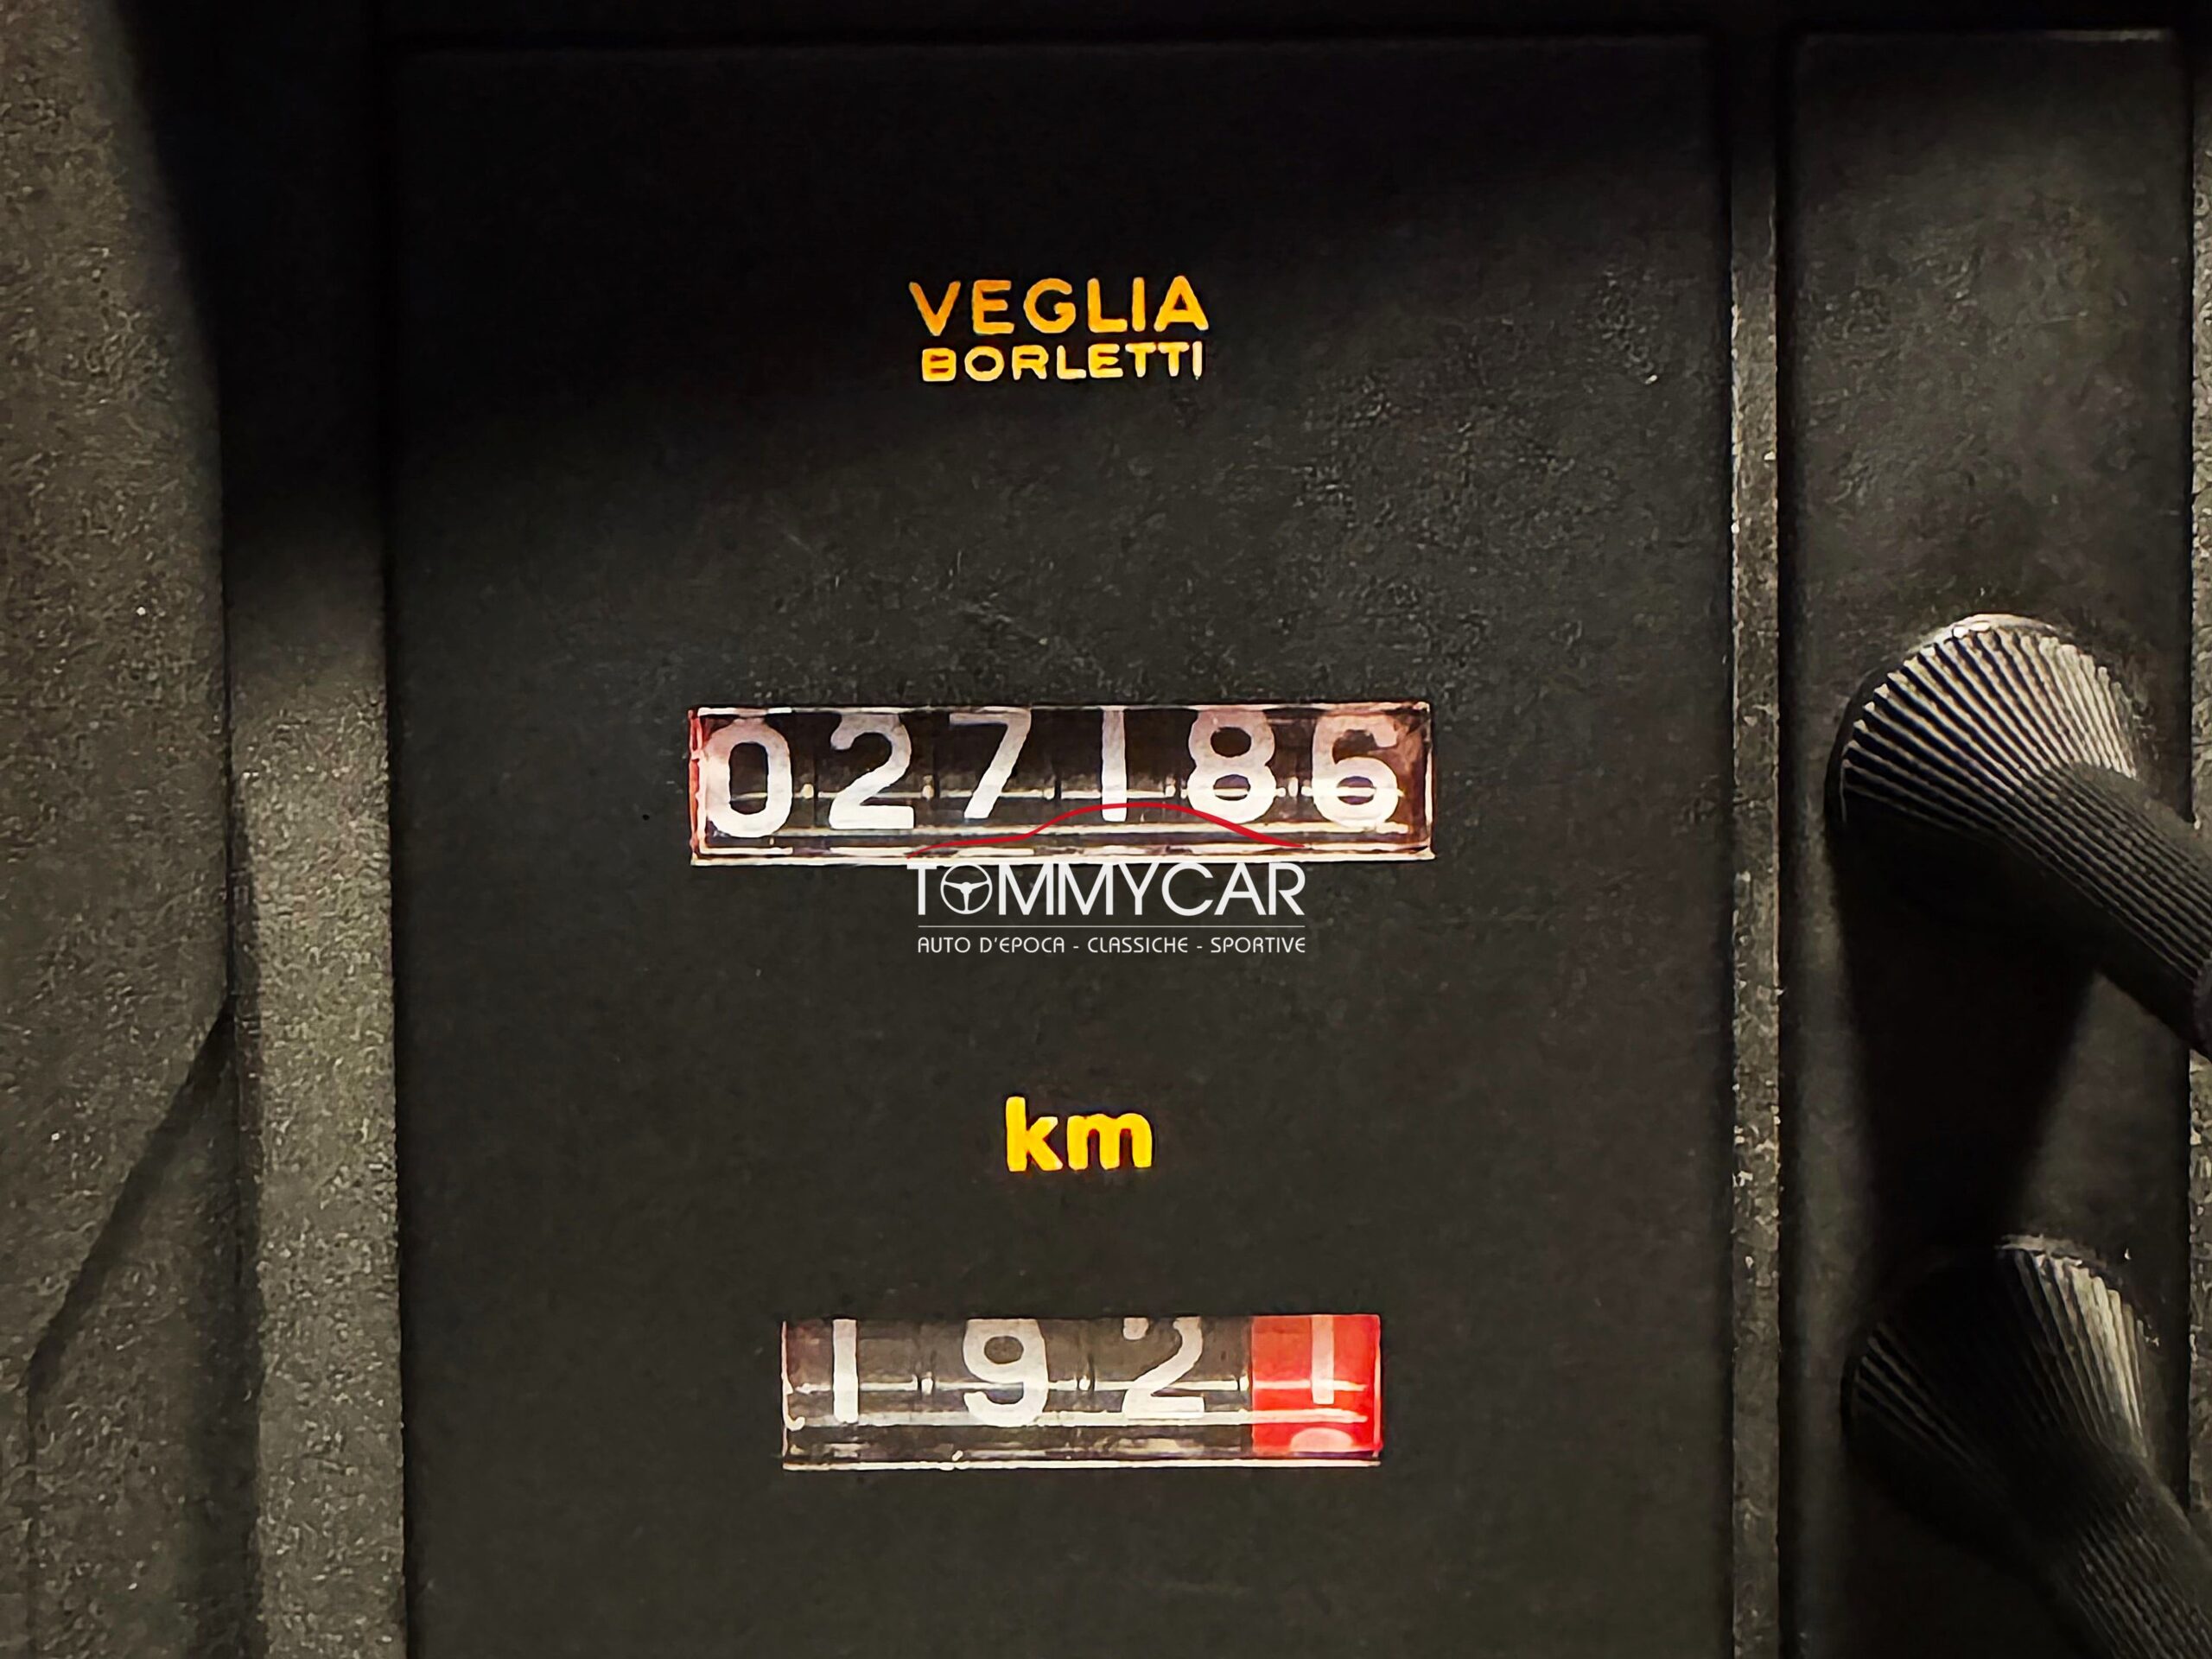 VEGLIA
BORLETTI
027186
TOMMYCAR
AUTO D'EPOCA - CLASSICHE - SPORTIVE
km
1921